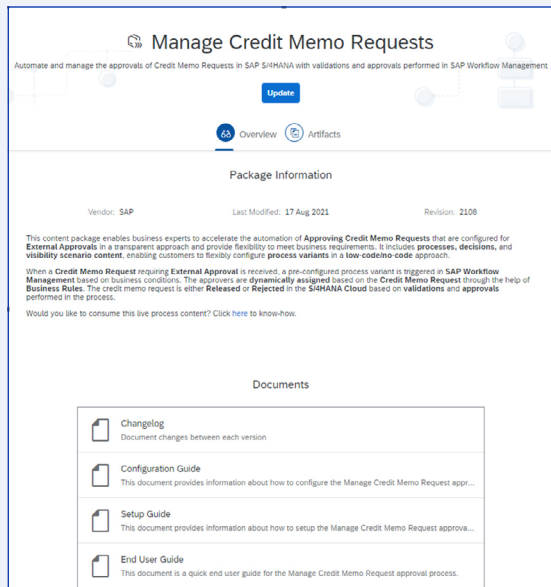 Manage Credit Memo Requests
Automate and manage the approvals of Credit Memo Requests in SAP S/4HANA with validations and approvals performed in SAP Workflow Management
Update
Overview Artifacts
Package Information
Vendor: SAP Last Modified: 17 Aug 2021 Revision: 2108
This content package enables business experts to accelerate the automation of Approving Credit Memo Requests that are configured for
External Approvals in a transparent approach and provide flexibility to meet business requirements. It includes processes, decisions, and
visibility scenario content, enabling customers to flexibly configure process variants in a low-code/no-code approach.
When a Credit Memo Request requiring External Approval is received, a pre-configured process variant is triggered in SAP Workflow
Management based on business conditions. The approvers are dynamically assigned based on the Credit Memo Request through the help of
Business Rules. The credit memo request is either Released or Rejected in the S/4HANA Cloud based on validations and approvals
performed in the process.
Would you like to consume this live process content? Click here to know-how.
Documents
Changelog
Document changes between each version
Configuration Guide
This document provides information about how to configure the Manage Credit Memo Request appr...
Setup Guide
This document provides information about how to setup the Manage Credit Memo Request approva...
End User Guide
This document is a quick end user guide for the Manage Credit Memo Request approval process.